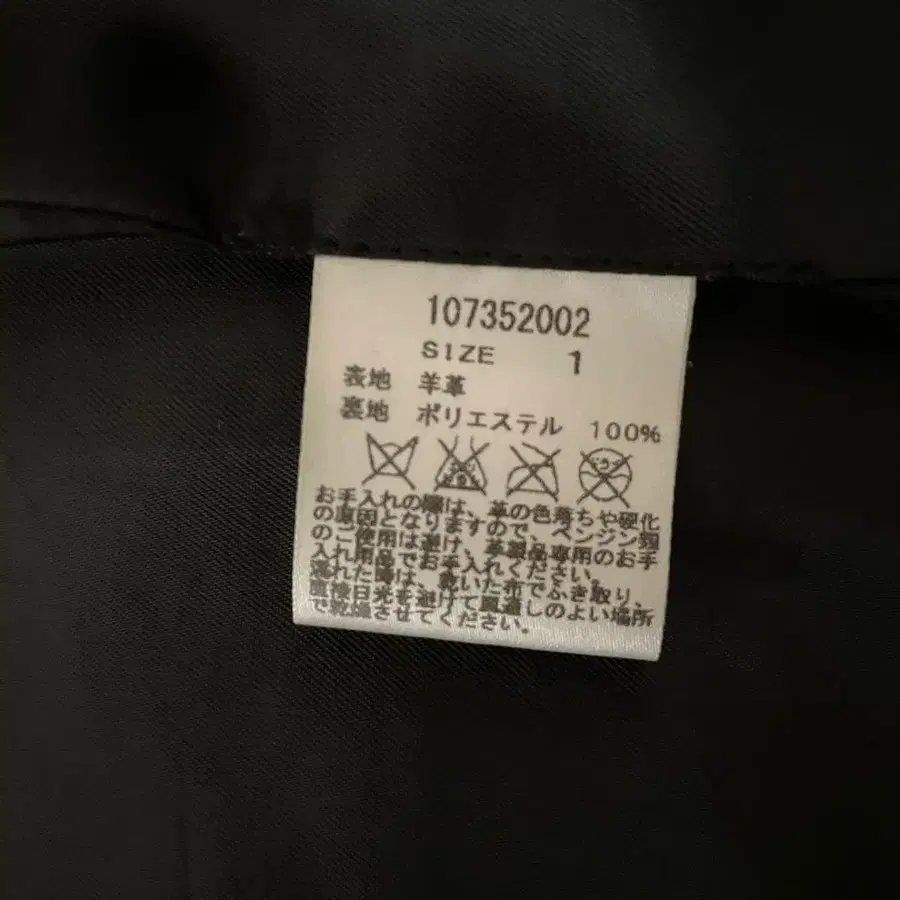 107352002
SIZE 1
表地 羊革
裏地 ポリエステル 100%
お手入れの際は、革の色落ちや硬化
の原因となりますので、ベンジン類
のご使用は避け、革製品専用のお手
入れ用品でお手入れください。
濡れた時は、乾いた布でふき取り、
直接日光を避けて風通しのよい場所
で乾燥させてください。